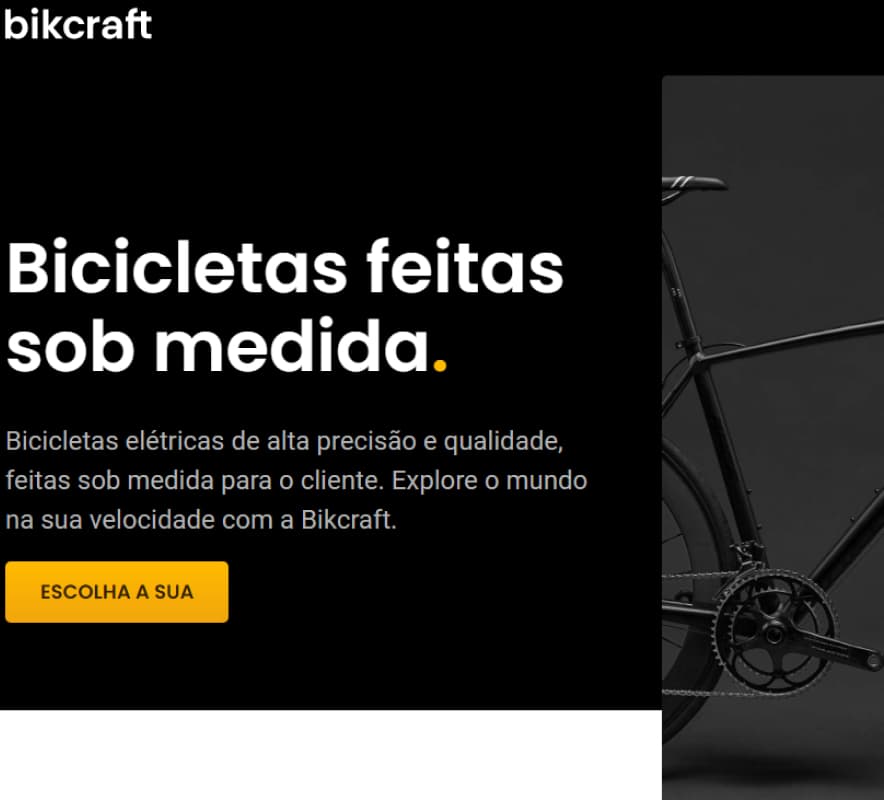 bikcraft
Bicicletas feitas
sob medida.
Bicicletas elétricas de alta precisão e qualidade,
feitas sob medida para o cliente. Explore o mundo
na sua velocidade com a Bikcraft.
ESCOLHA A SUA